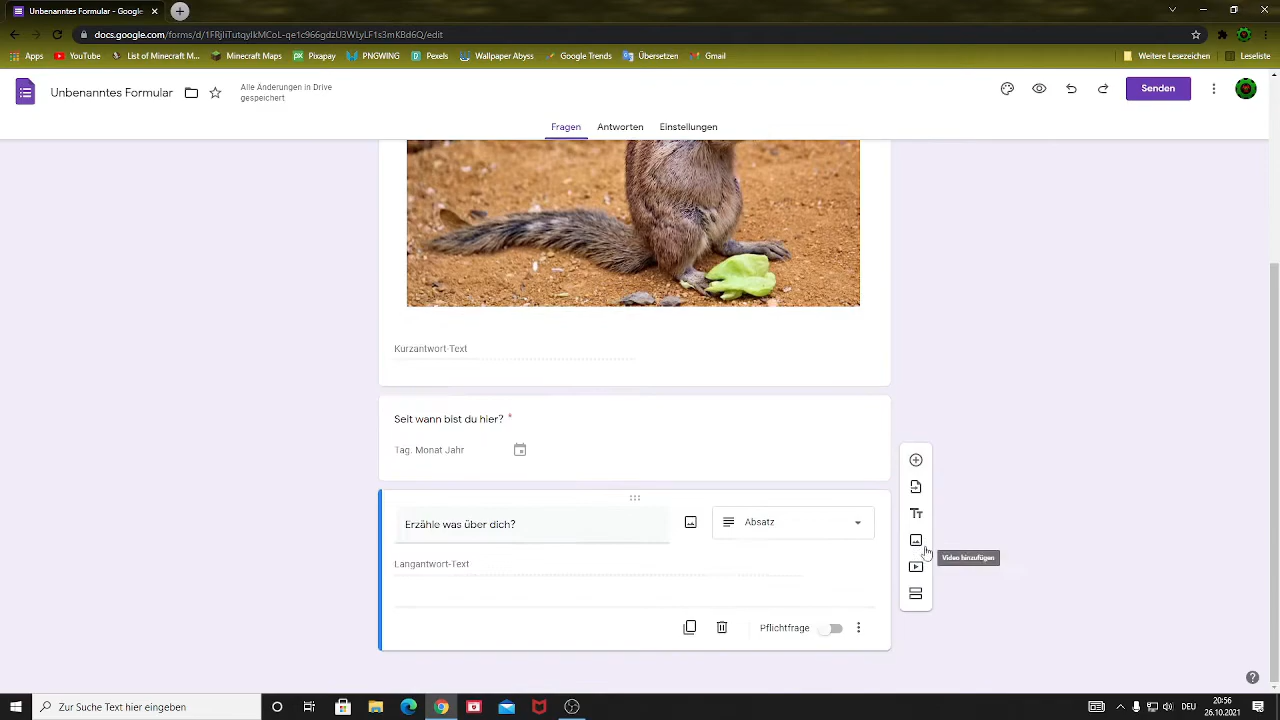 Unbenanntes Formular - Google
docs.google.com/forms/d/1FRjIiTutqyIkMCoL-qe1c966gdzU3WLyLF1s3mKBd6Q/edit
Apps YouTube List of Minecraft M... Minecraft Maps Pixapay PNGWING Pexels Wallpaper Abyss Google Trends Übersetzen Gmail Weitere Lesezeichen Leseliste
Unbenanntes Formular
Alle Änderungen in Drive
gespeichert
Senden
Fragen Antworten Einstellungen
Kurzantwort-Text
Seit wann bist du hier? *
Tag. Monat Jahr
Erzähle was über dich?
Absatz
Video hinzufügen
Langantwort-Text
Pflichtfrage
Zur Suche Text hier eingeben
20:56
26.10.2021